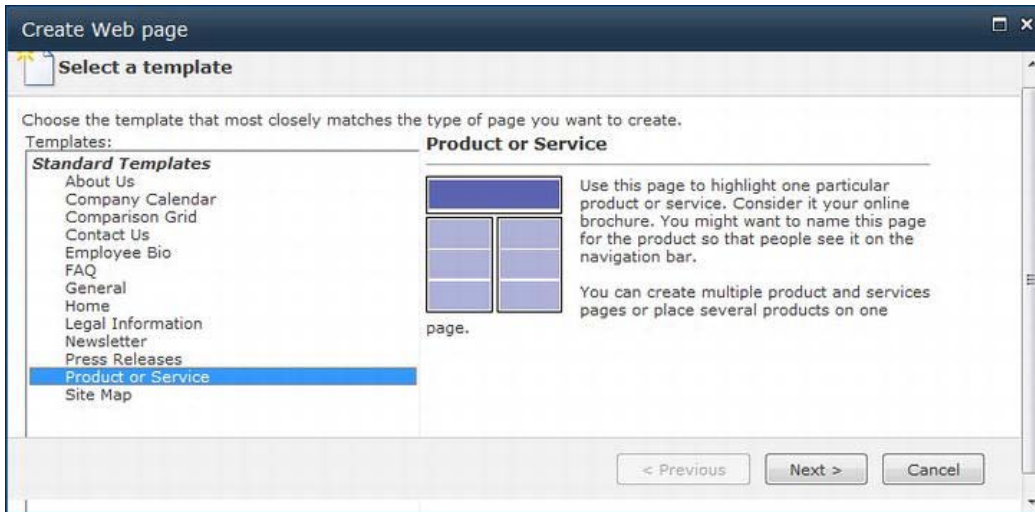 Create Web page
Select a template
Choose the template that most closely matches the type of page you want to create.
Templates:
Standard Templates
About Us
Company Calendar
Comparison Grid
Contact Us
Employee Bio
FAQ
General
Home
Legal Information
Newsletter
Press Releases
Product or Service
Site Map
Product or Service
Use this page to highlight one particular
product or service. Consider it your online
brochure. You might want to name this page
for the product so that people see it on the
navigation bar.
You can create multiple product and services
pages or place several products on one
page.
< Previous
Next >
Cancel